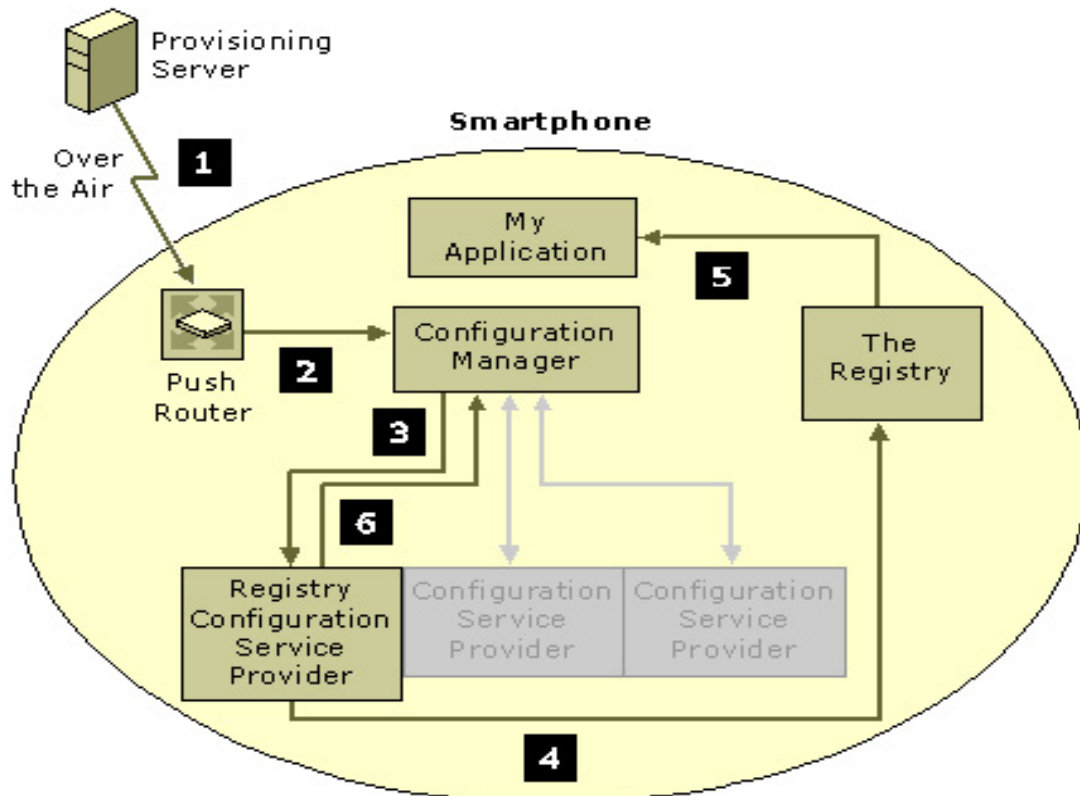 Provisioning
Server
Smartphone
Over
the Air
1
My
Application
5
Push
Router
2
Configuration
Manager
The
Registry
3
6
Registry
Configuration
Service
Provider
Configuration
Service
Provider
Configuration
Service
Provider
4